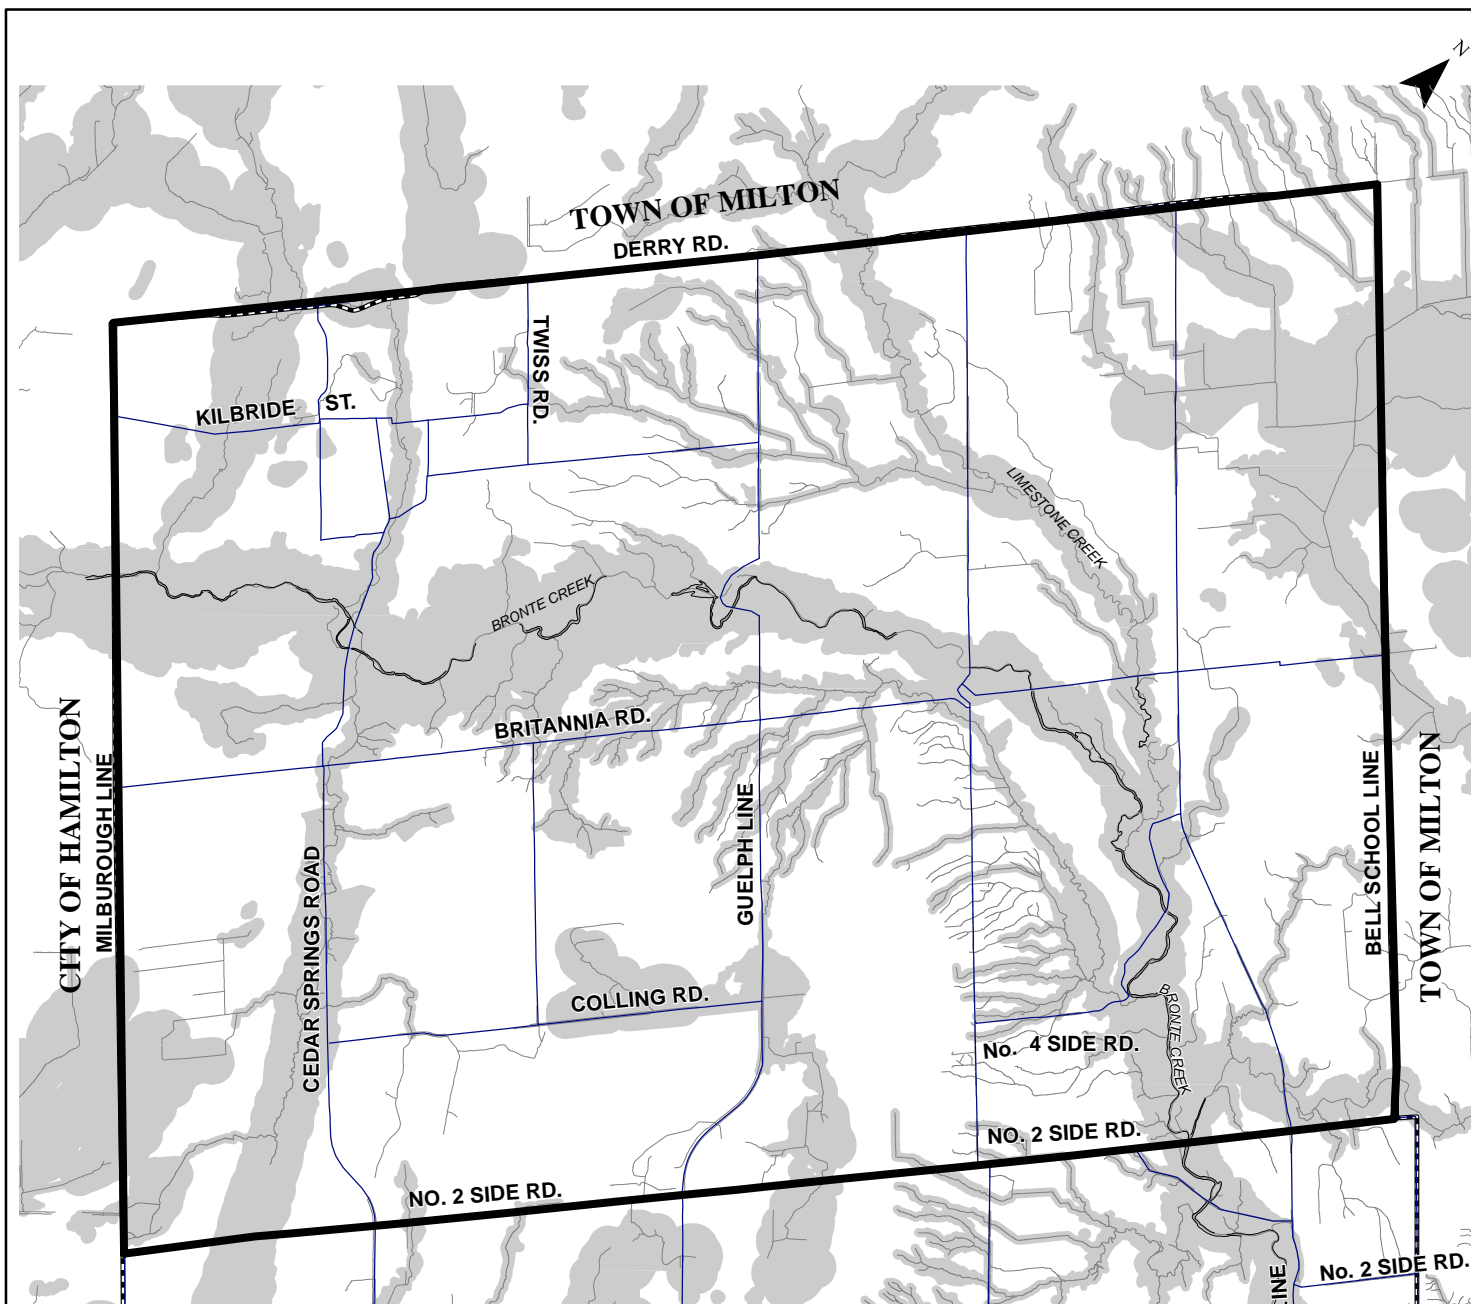 N
TOWN OF MILTON
DERRY RD.
TWISS RD.
KILBRIDE ST.
LIMESTONE CREEK
BRONTE CREEK
BRITANNIA RD.
CITY OF HAMILTON
MILBOROUGH LINE
GUELPH LINE
BELL SCHOOL LINE
TOWN OF MILTON
CEDAR SPRINGS ROAD
COLLING RD.
BRONTE CREEK
No. 4 SIDE RD.
NO. 2 SIDE RD.
NO. 2 SIDE RD.
No. 2 SIDE RD.
INE